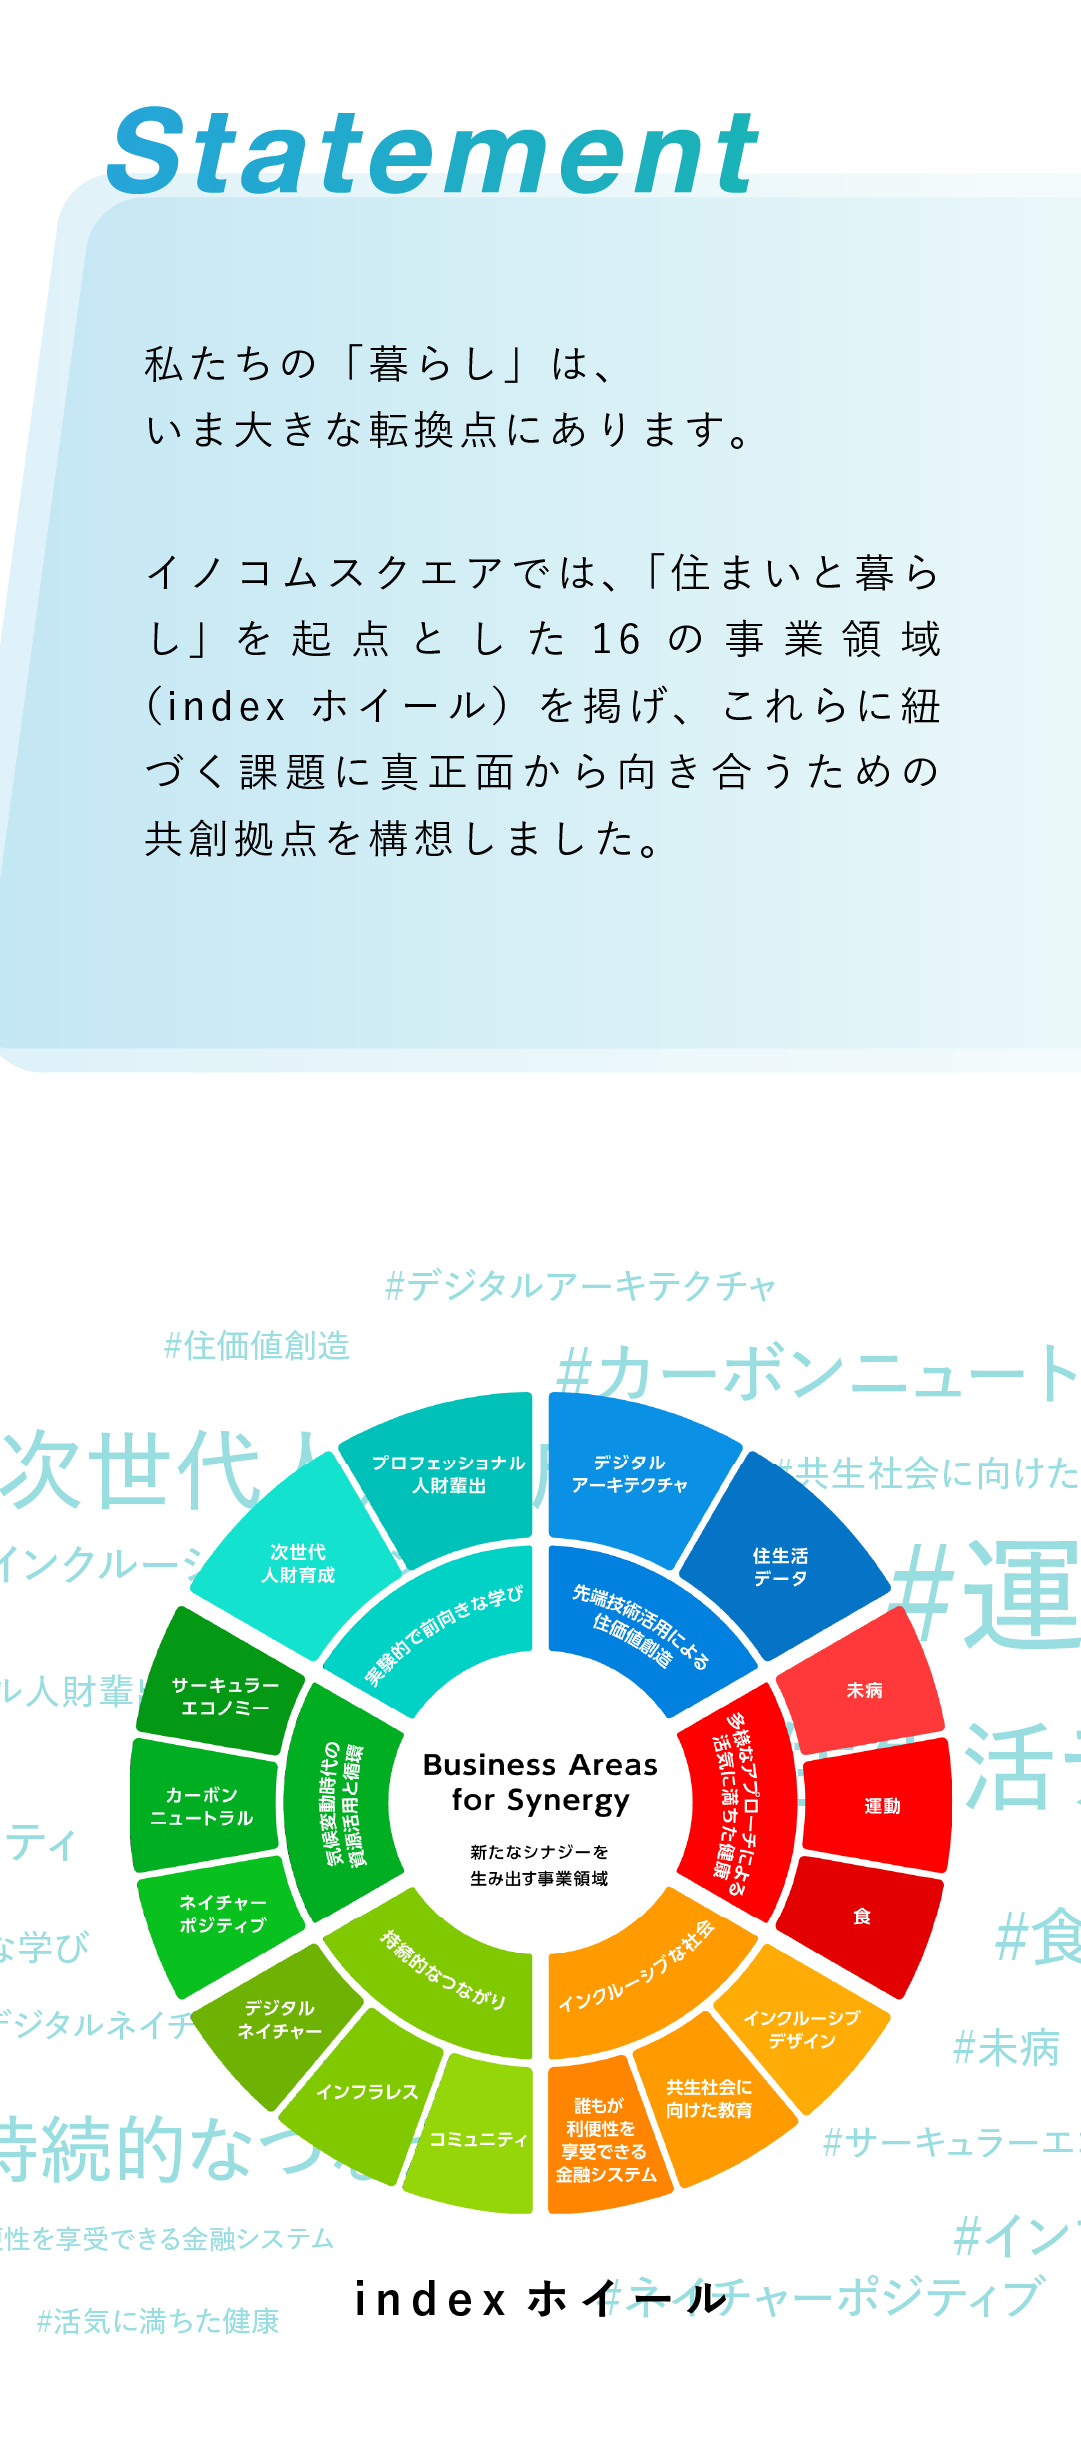 Statement
私たちの「暮らし」は、
いま大きな転換点にあります。
イノコムスクエアでは、「住まいと暮ら
し」を起点とした16の事業領域
（index ホイール）を掲げ、これらに紐
づく課題に真正面から向き合うための
共創拠点を構想しました。
#デジタルアーキテクチャ
#住価値創造
#カーボンニュート
次世代人
#共生社会に向けた
インクルーシ
#運
ル人財輩
活
ティ
な学び
#食
デジタルネイチ
#未病
持続的なつな
#サーキュラーエ
便性を享受できる金融システム
#イン
#ネイチャーポジティブ
#活気に満ちた健康
プロフェッショナル
人財輩出
デジタル
アーキテクチャ
次世代
人財育成
住生活
データ
実験的で前向きな学び
先端技術活用による
住価値創造
サーキュラー
エコノミー
未病
カーボン
ニュートラル
気候変動時代の
資源活用と循環
Business Areas
for Synergy
新たなシナジーを
生み出す事業領域
多様なアプローチによる
活気に満ちた健康
運動
ネイチャー
ポジティブ
食
持続的なつながり
インクルーシブな社会
デジタル
ネイチャー
インクルーシブ
デザイン
インフラレス
共生社会に
向けた教育
コミュニティ
誰もが
利便性を
享受できる
金融システム
index ホイール